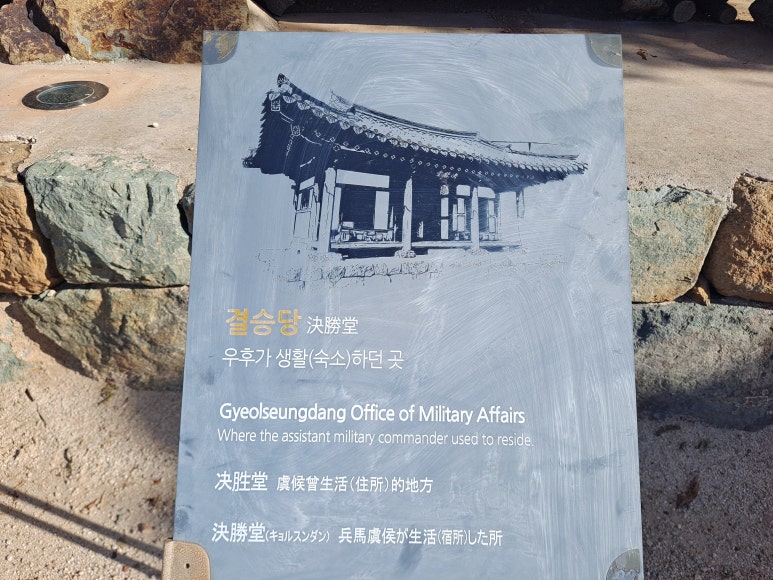 결승당 決勝堂
우후가 생활(숙소)하던 곳
Gyeolseungdang Office of Military Affairs
Where the assistant military commander used to reside.
决胜堂 虞候曾生活(住所)的地方
決勝堂(キョルスンダン) 兵馬虞侯が生活(宿所)した所